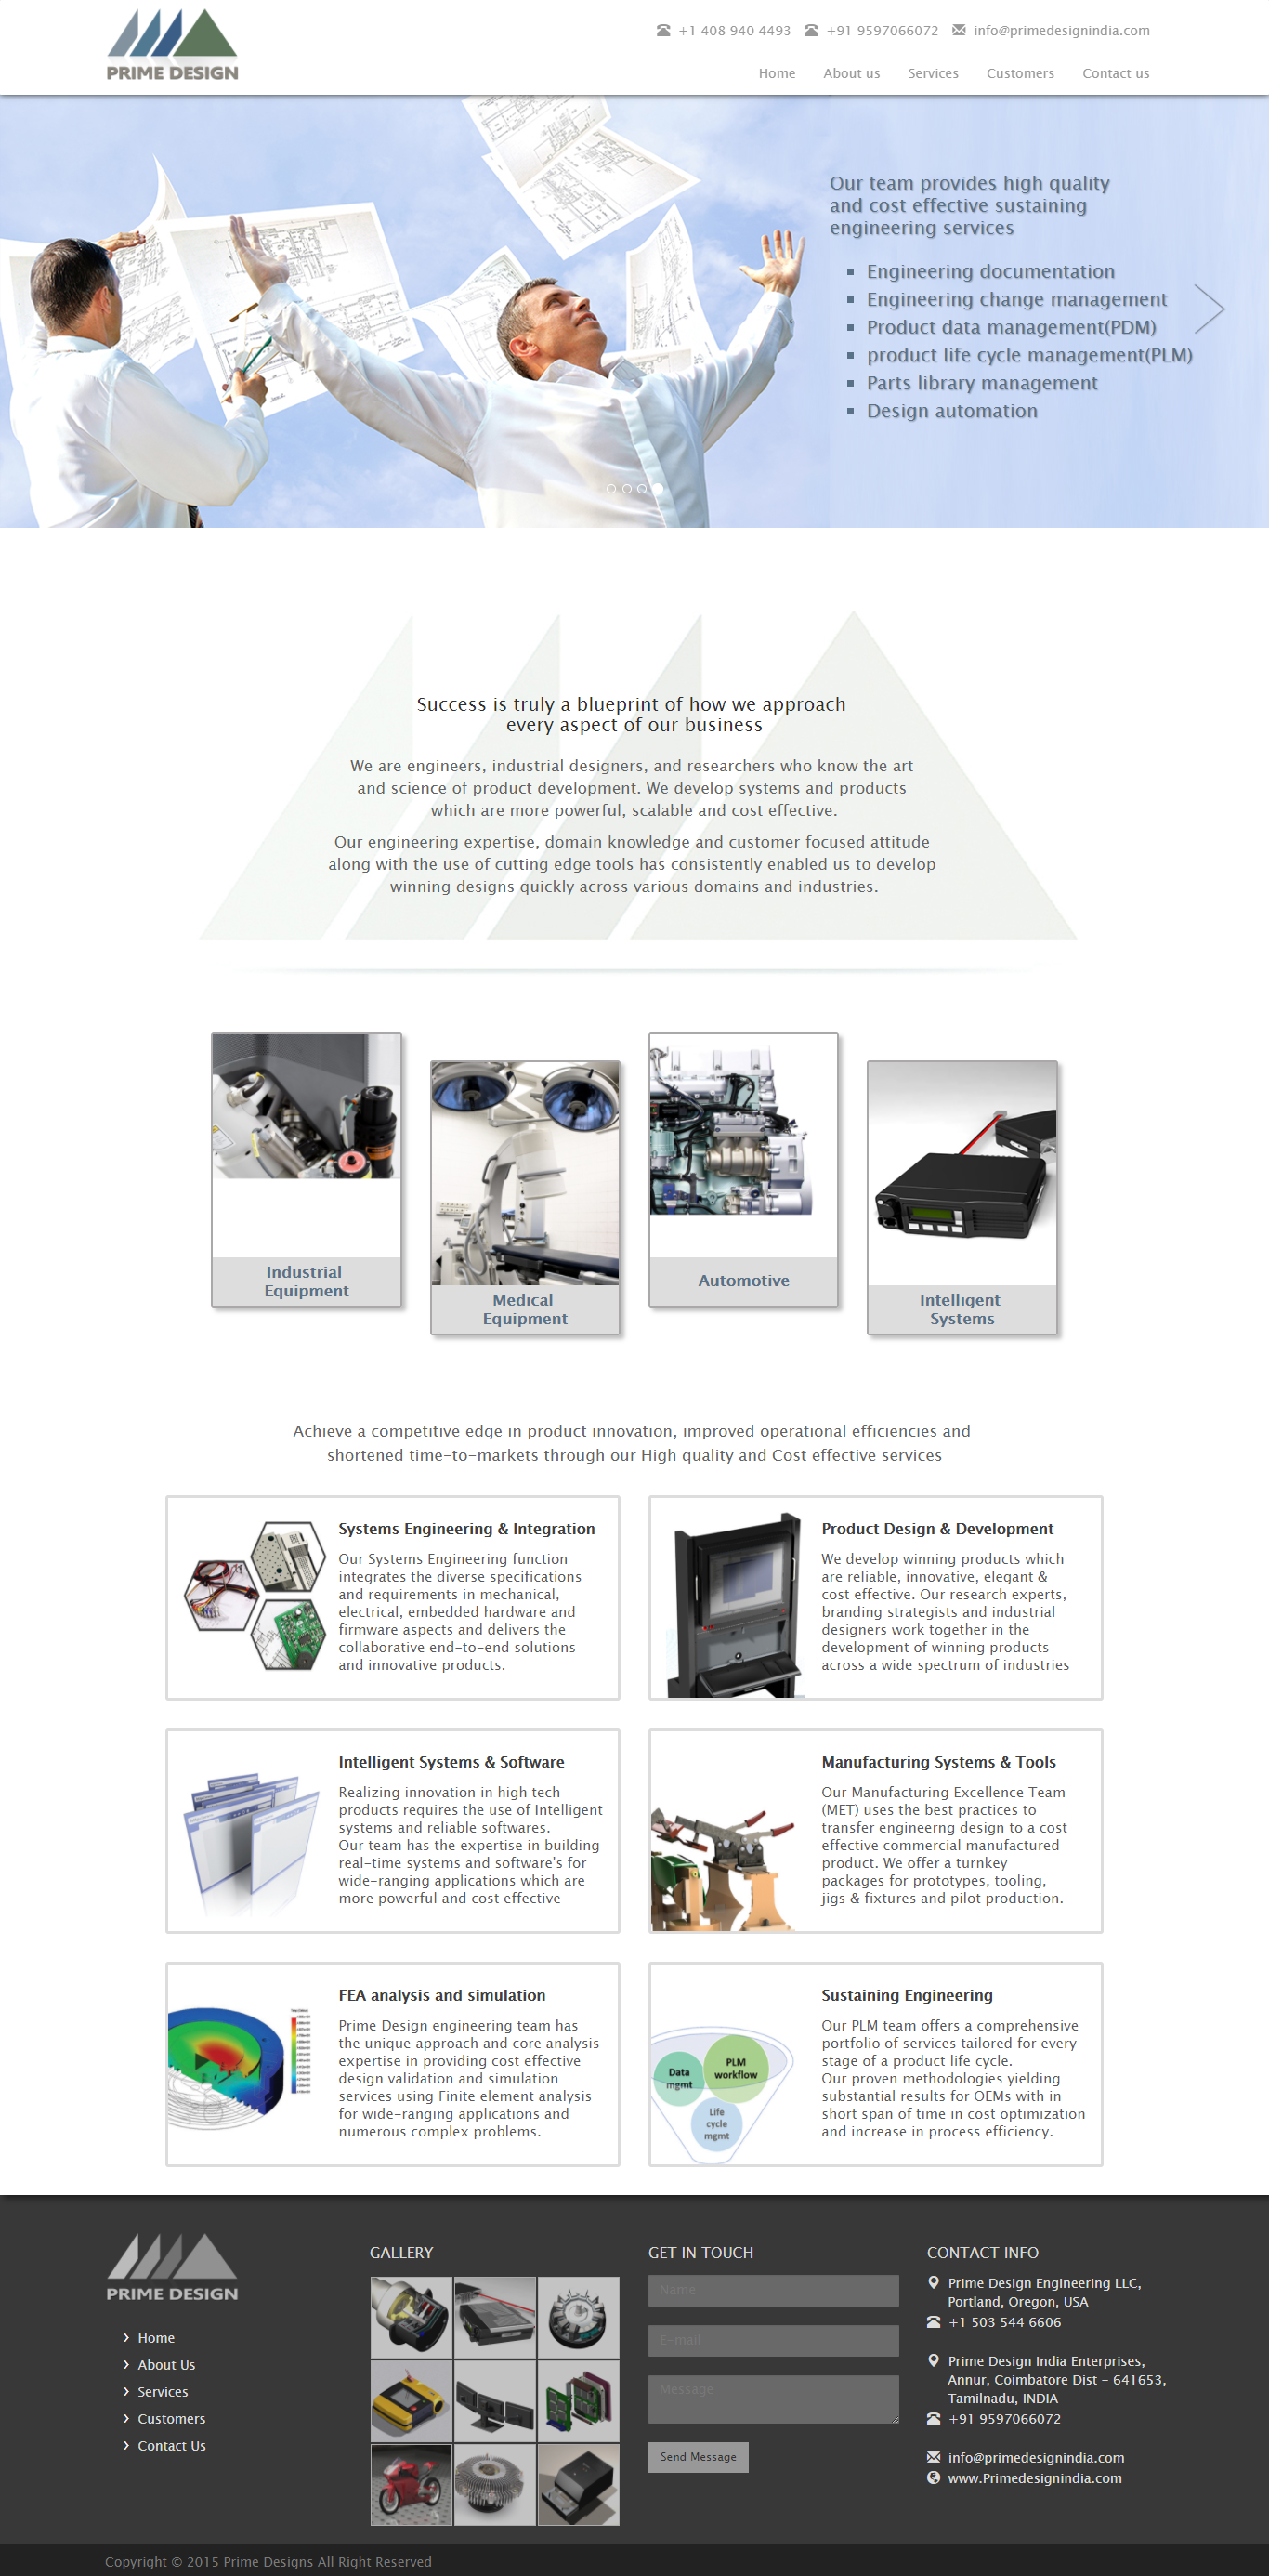 PRIME DESIGN
+1 408 940 4493 +91 9597066072 info@primedesignindia.com
Home About us Services Customers Contact us
Our team provides high quality
and cost effective sustaining
engineering services
Engineering documentation
Engineering change management
Product data management(PDM)
product life cycle management(PLM)
Parts library management
Design automation
Success is truly a blueprint of how we approach
every aspect of our business
We are engineers, industrial designers, and researchers who know the art
and science of product development. We develop systems and products
which are more powerful, scalable and cost effective.
Our engineering expertise, domain knowledge and customer focused attitude
along with the use of cutting edge tools has consistently enabled us to develop
winning designs quickly across various domains and industries.
Industrial
Equipment
Medical
Equipment
Automotive
Intelligent
Systems
Achieve a competitive edge in product innovation, improved operational efficiencies and
shortened time-to-markets through our High quality and Cost effective services
Systems Engineering & Integration
Our Systems Engineering function
integrates the diverse specifications
and requirements in mechanical,
electrical, embedded hardware and
firmware aspects and delivers the
collaborative end-to-end solutions
and innovative products.
Product Design & Development
We develop winning products which
are reliable, innovative, elegant &
cost effective. Our research experts,
branding strategists and industrial
designers work together in the
development of winning products
across a wide spectrum of industries
Intelligent Systems & Software
Realizing innovation in high tech
products requires the use of Intelligent
systems and reliable softwares.
Our team has the expertise in building
real-time systems and software's for
wide-ranging applications which are
more powerful and cost effective
Manufacturing Systems & Tools
Our Manufacturing Excellence Team
(MET) uses the best practices to
transfer engineerng design to a cost
effective commercial manufactured
product. We offer a turnkey
packages for prototypes, tooling,
jigs & fixtures and pilot production.
FEA analysis and simulation
Prime Design engineering team has
the unique approach and core analysis
expertise in providing cost effective
design validation and simulation
services using Finite element analysis
for wide-ranging applications and
numerous complex problems.
Data
mgmt
PLM
workflow
Life
cycle
mgmt
Sustaining Engineering
Our PLM team offers a comprehensive
portfolio of services tailored for every
stage of a product life cycle.
Our proven methodologies yielding
substantial results for OEMs with in
short span of time in cost optimization
and increase in process efficiency.
PRIME DESIGN
Home
About Us
Services
Customers
Contact Us
GALLERY
GET IN TOUCH
Name
E-mail
Message
Send Message
CONTACT INFO
Prime Design Engineering LLC,
Portland, Oregon, USA
+1 503 544 6606
Prime Design India Enterprises,
Annur, Coimbatore Dist - 641653,
Tamilnadu, INDIA
+91 9597066072
info@primedesignindia.com
www.Primedesignindia.com
Copyright © 2015 Prime Designs All Right Reserved